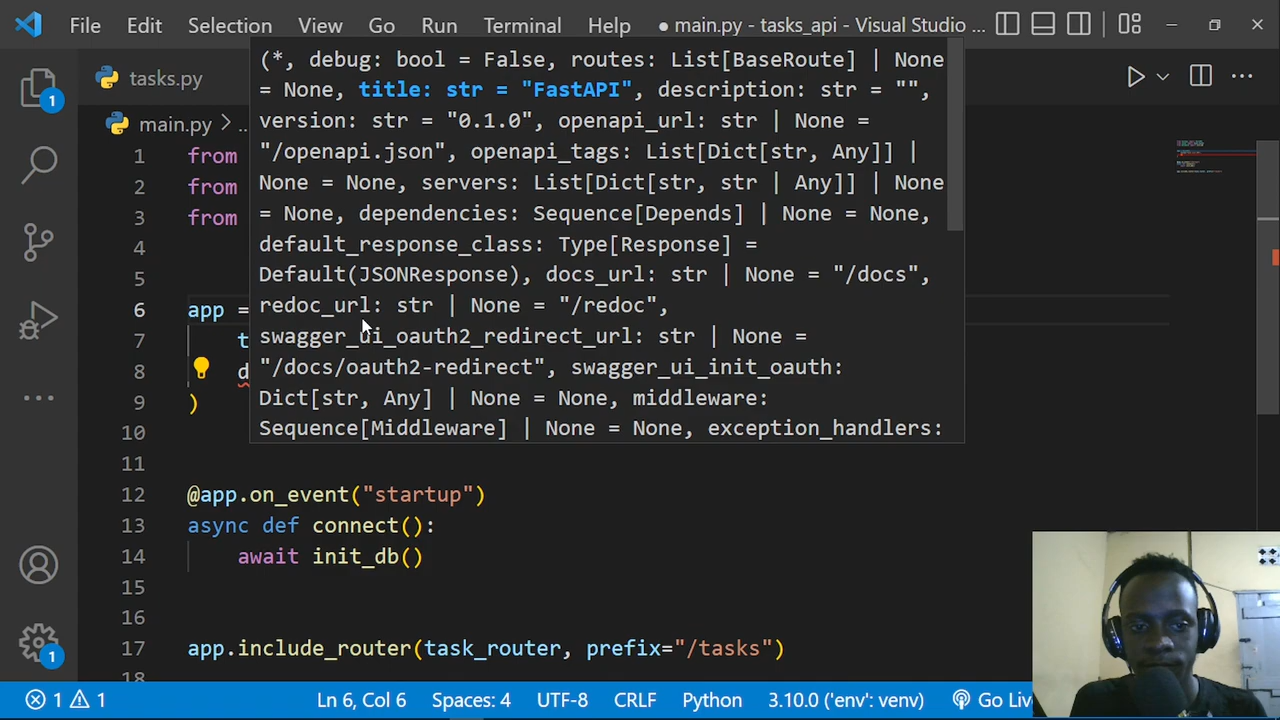 File Edit Selection View Go Run Terminal Help ● main.py - tasks_api - Visual Studio ...
tasks.py
main.py > ..
(*, debug: bool = False, routes: List[BaseRoute] | None
= None, title: str = "FastAPI", description: str = "",
version: str = "0.1.0", openapi_url: str | None =
"/openapi.json", openapi_tags: List[Dict[str, Any]] |
None = None, servers: List[Dict[str, str | Any]] | None
= None, dependencies: Sequence[Depends] | None = None,
default_response_class: Type[Response] =
Default(JSONResponse), docs_url: str | None = "/docs",
redoc_url: str | None = "/redoc",
swagger_ui_oauth2_redirect_url: str | None =
"/docs/oauth2-redirect", swagger_ui_init_oauth:
Dict[str, Any] | None = None, middleware:
Sequence[Middleware] | None = None, exception_handlers:
1 from
2 from
3 from
4
5
6 app =
7 t
8 d
9 )
10
11
12 @app.on_event("startup")
13 async def connect():
14 await init_db()
15
16
17 app.include_router(task_router, prefix="/tasks")
18
1
1
1 1 Ln 6, Col 6 Spaces: 4 UTF-8 CRLF Python 3.10.0 ('env': venv) Go Liv